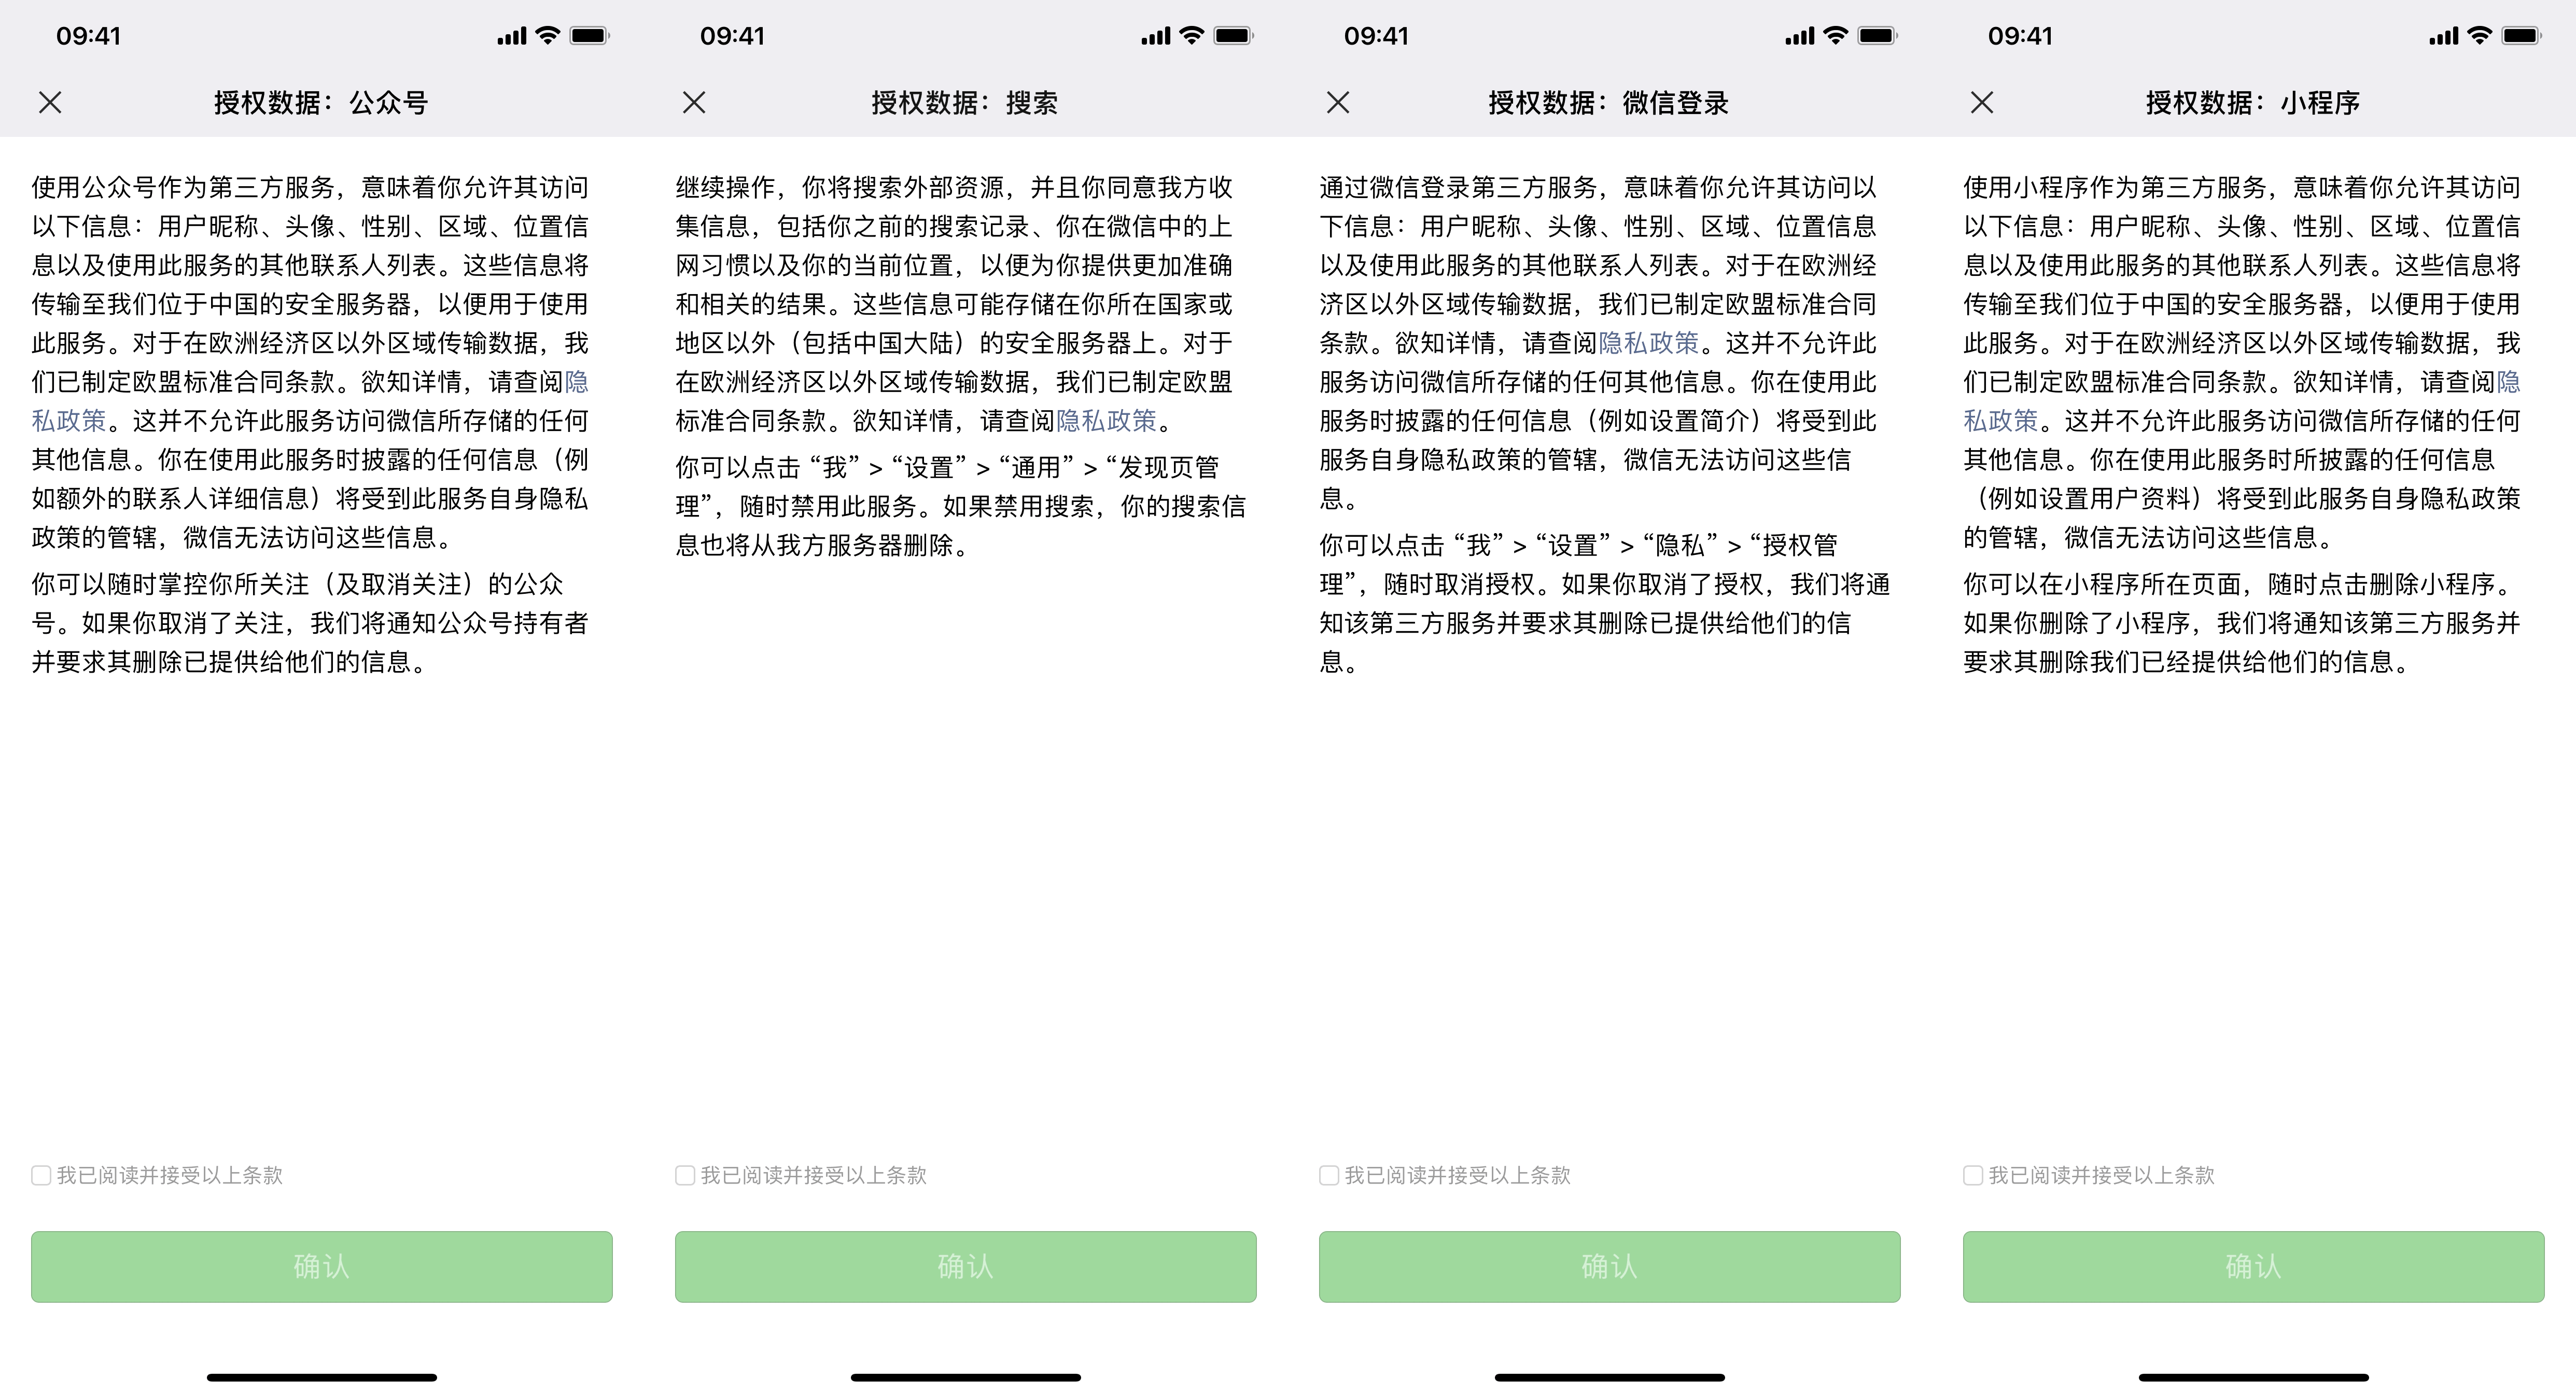 09:41
授权数据：公众号
使用公众号作为第三方服务，意味着你允许其访问
以下信息：用户昵称、头像、性别、区域、位置信
息以及使用此服务的其他联系人列表。这些信息将
传输至我们位于中国的安全服务器，以便用于使用
此服务。对于在欧洲经济区以外区域传输数据，我
们已制定欧盟标准合同条款。欲知详情，请查阅隐
私政策。这并不允许此服务访问微信所存储的任何
其他信息。你在使用此服务时披露的任何信息（例
如额外的联系人详细信息）将受到此服务自身隐私
政策的管辖，微信无法访问这些信息。
你可以随时掌控你所关注（及取消关注）的公众
号。如果你取消了关注，我们将通知公众号持有者
并要求其删除已提供给他们的信息。
我已阅读并接受以上条款
确认
09:41
授权数据：搜索
继续操作，你将搜索外部资源，并且你同意我方收
集信息，包括你之前的搜索记录、你在微信中的上
网习惯以及你的当前位置，以便为你提供更加准确
和相关的结果。这些信息可能存储在你所在国家或
地区以外（包括中国大陆）的安全服务器上。对于
在欧洲经济区以外区域传输数据，我们已制定欧盟
标准合同条款。欲知详情，请查阅隐私政策。
你可以点击 “我” > “设置” > “通用” > “发现页管
理”，随时禁用此服务。如果禁用搜索，你的搜索信
息也将从我方服务器删除。
我已阅读并接受以上条款
确认
09:41
授权数据：微信登录
通过微信登录第三方服务，意味着你允许其访问以
下信息：用户昵称、头像、性别、区域、位置信息
以及使用此服务的其他联系人列表。对于在欧洲经
济区以外区域传输数据，我们已制定欧盟标准合同
条款。欲知详情，请查阅隐私政策。这并不允许此
服务访问微信所存储的任何其他信息。你在使用此
服务时披露的任何信息（例如设置简介）将受到此
服务自身隐私政策的管辖，微信无法访问这些信
息。
你可以点击 “我” > “设置” > “隐私” > “授权管
理”，随时取消授权。如果你取消了授权，我们将通
知该第三方服务并要求其删除已提供给他们的信
息。
我已阅读并接受以上条款
确认
09:41
授权数据：小程序
使用小程序作为第三方服务，意味着你允许其访问
以下信息：用户昵称、头像、性别、区域、位置信
息以及使用此服务的其他联系人列表。这些信息将
传输至我们位于中国的安全服务器，以便用于使用
此服务。对于在欧洲经济区以外区域传输数据，我
们已制定欧盟标准合同条款。欲知详情，请查阅隐
私政策。这并不允许此服务访问微信所存储的任何
其他信息。你在使用此服务时所披露的任何信息
（例如设置用户资料）将受到此服务自身隐私政策
的管辖，微信无法访问这些信息。
你可以在小程序所在页面，随时点击删除小程序。
如果你删除了小程序，我们将通知该第三方服务并
要求其删除我们已经提供给他们的信息。
我已阅读并接受以上条款
确认